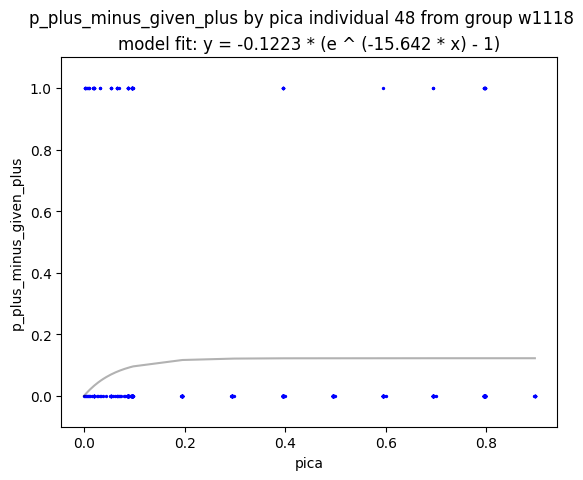 p_plus_minus_given_plus by pica individual 48 from group w1118
model fit: y = -0.1223 * (e ^ (-15.642 * x) - 1)
1.0
0.8
0.6
0.4
0.2
0.0
p_plus_minus_given_plus
0.0 0.2 0.4 0.6 0.8
pica